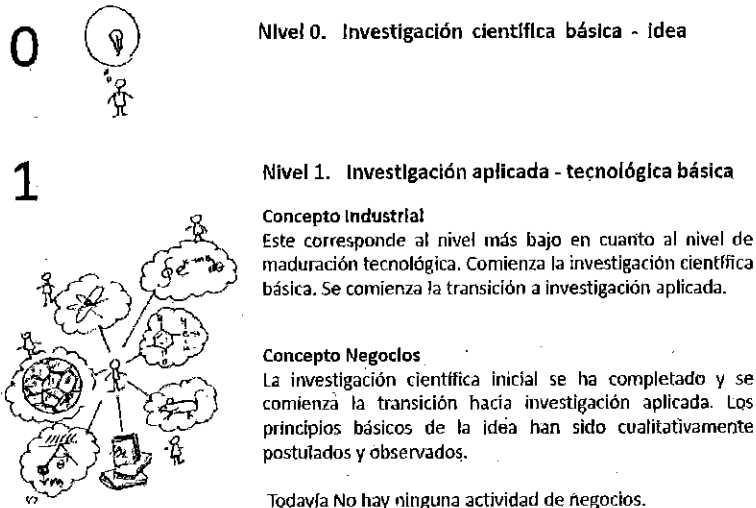 0
Nivel 0. Investigación científica básica - idea
1
Nivel 1. Investigación aplicada - tecnológica básica
Concepto Industrial
Este corresponde al nivel más bajo en cuanto al nivel de
maduración tecnológica. Comienza la investigación científica
básica. Se comienza la transición a investigación aplicada.
Concepto Negocios
La investigación científica inicial se ha completado y se
comienza la transición hacia investigación aplicada. Los
principios básicos de la idea han sido cualitativamente
postulados y observados.
Todavía No hay ninguna actividad de negocios.